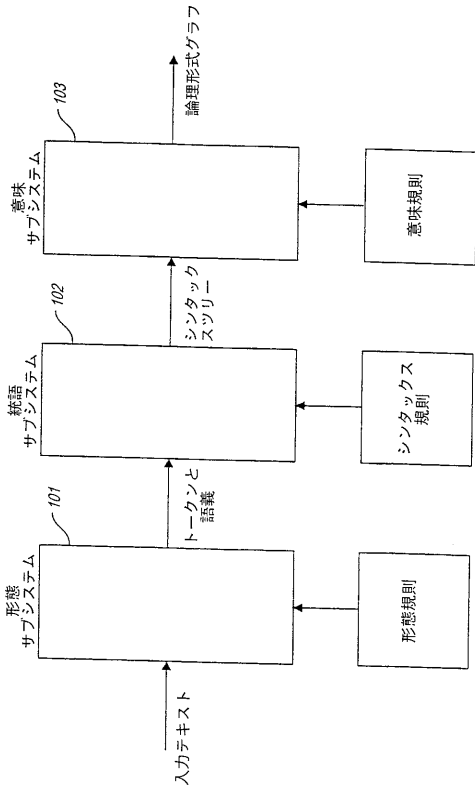 入力テキスト
形態
サブシステム
101
形態規則
トークンと
語義
統語
サブシステム
102
シンタックス
規則
シンタック
スツリー
意味
サブシステム
103
意味規則
論理形式グラフ